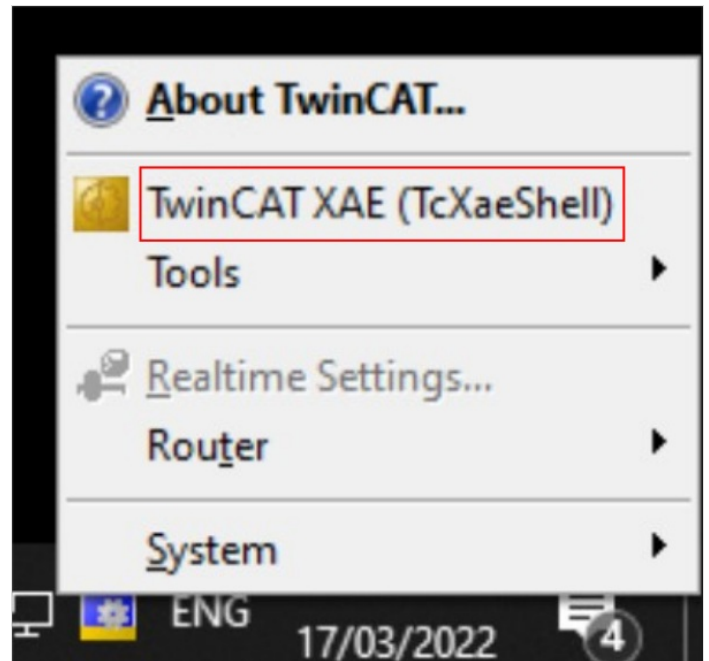 About TwinCAT...
TwinCAT XAE (TcXaeShell)
Tools
Realtime Settings...
Router
System
ENG
17/03/2022
4